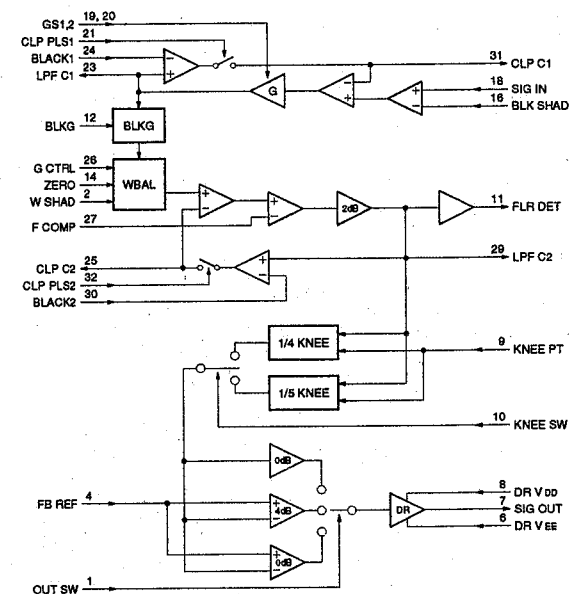 GS1,2 19, 20
CLP PLS1 21
BLACK1 24
LPF C1 23
31 CLP C1
18 SIG IN
16 BLK SHAD
G
- +
- +
+ -
BLKG 12
BLKG
G CTRL 26
ZERO 14
W SHAD 2
WBAL
F COMP 27
+ -
+ -
2dB
11 FLR DET
CLP C2 25
CLP PLS2 32
BLACK2 30
+ -
29 LPF C2
1/4 KNEE
9 KNEE PT
1/5 KNEE
10 KNEE SW
0dB
FB REF 4
+ -
4dB
DR
8 DR VDD
7 SIG OUT
6 DR VEE
+ -
0dB
OUT SW 1